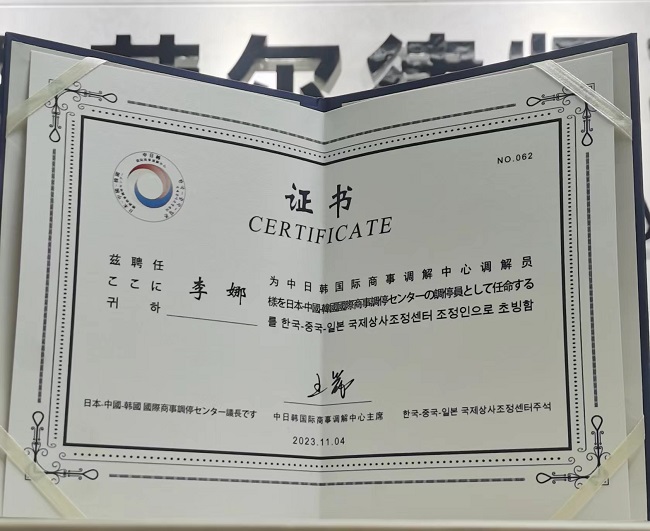 NO.062
证书
CERTIFICATE
兹聘任
ここに
귀 하
李娜
为中日韩国际商事调解中心调解员
様を日本-中國-韓國國際商事調停センターの調停員として任命する
를 한국-중국-일본 국제상사조정센터 조정인으로 초빙함
日本-中國-韓國 國際商事調停センター議長です
中日韩国际商事调解中心主席
한국-중국-일본 국제상사조정센터주석
2023.11.04